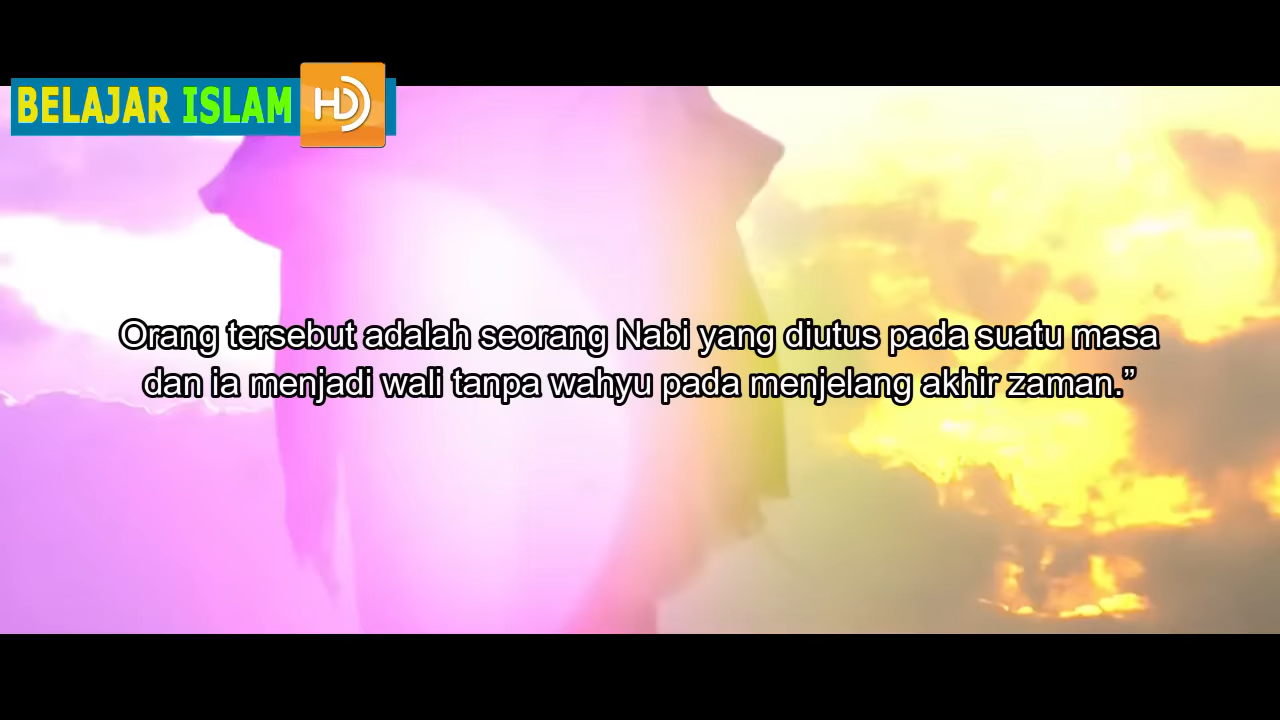 BELAJAR ISLAM HD
Orang tersebut adalah seorang Nabi yang diutus pada suatu masa
dan ia menjadi wali tanpa wahyu pada menjelang akhir zaman.”